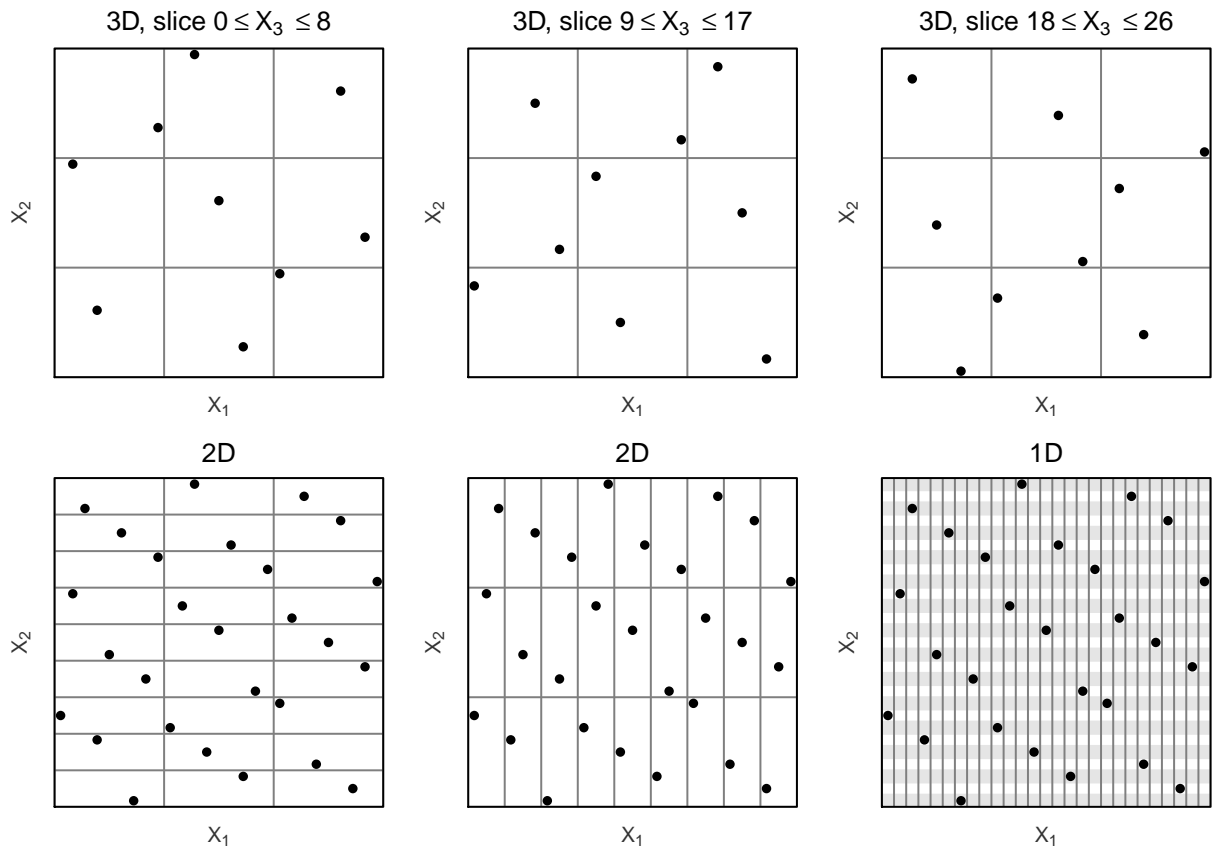 3D, slice 0 ≤ X₃ ≤ 8
3D, slice 9 ≤ X₃ ≤ 17
3D, slice 18 ≤ X₃ ≤ 26
X₂
X₂
X₂
X₁
X₁
X₁
2D
2D
1D
X₂
X₂
X₂
X₁
X₁
X₁